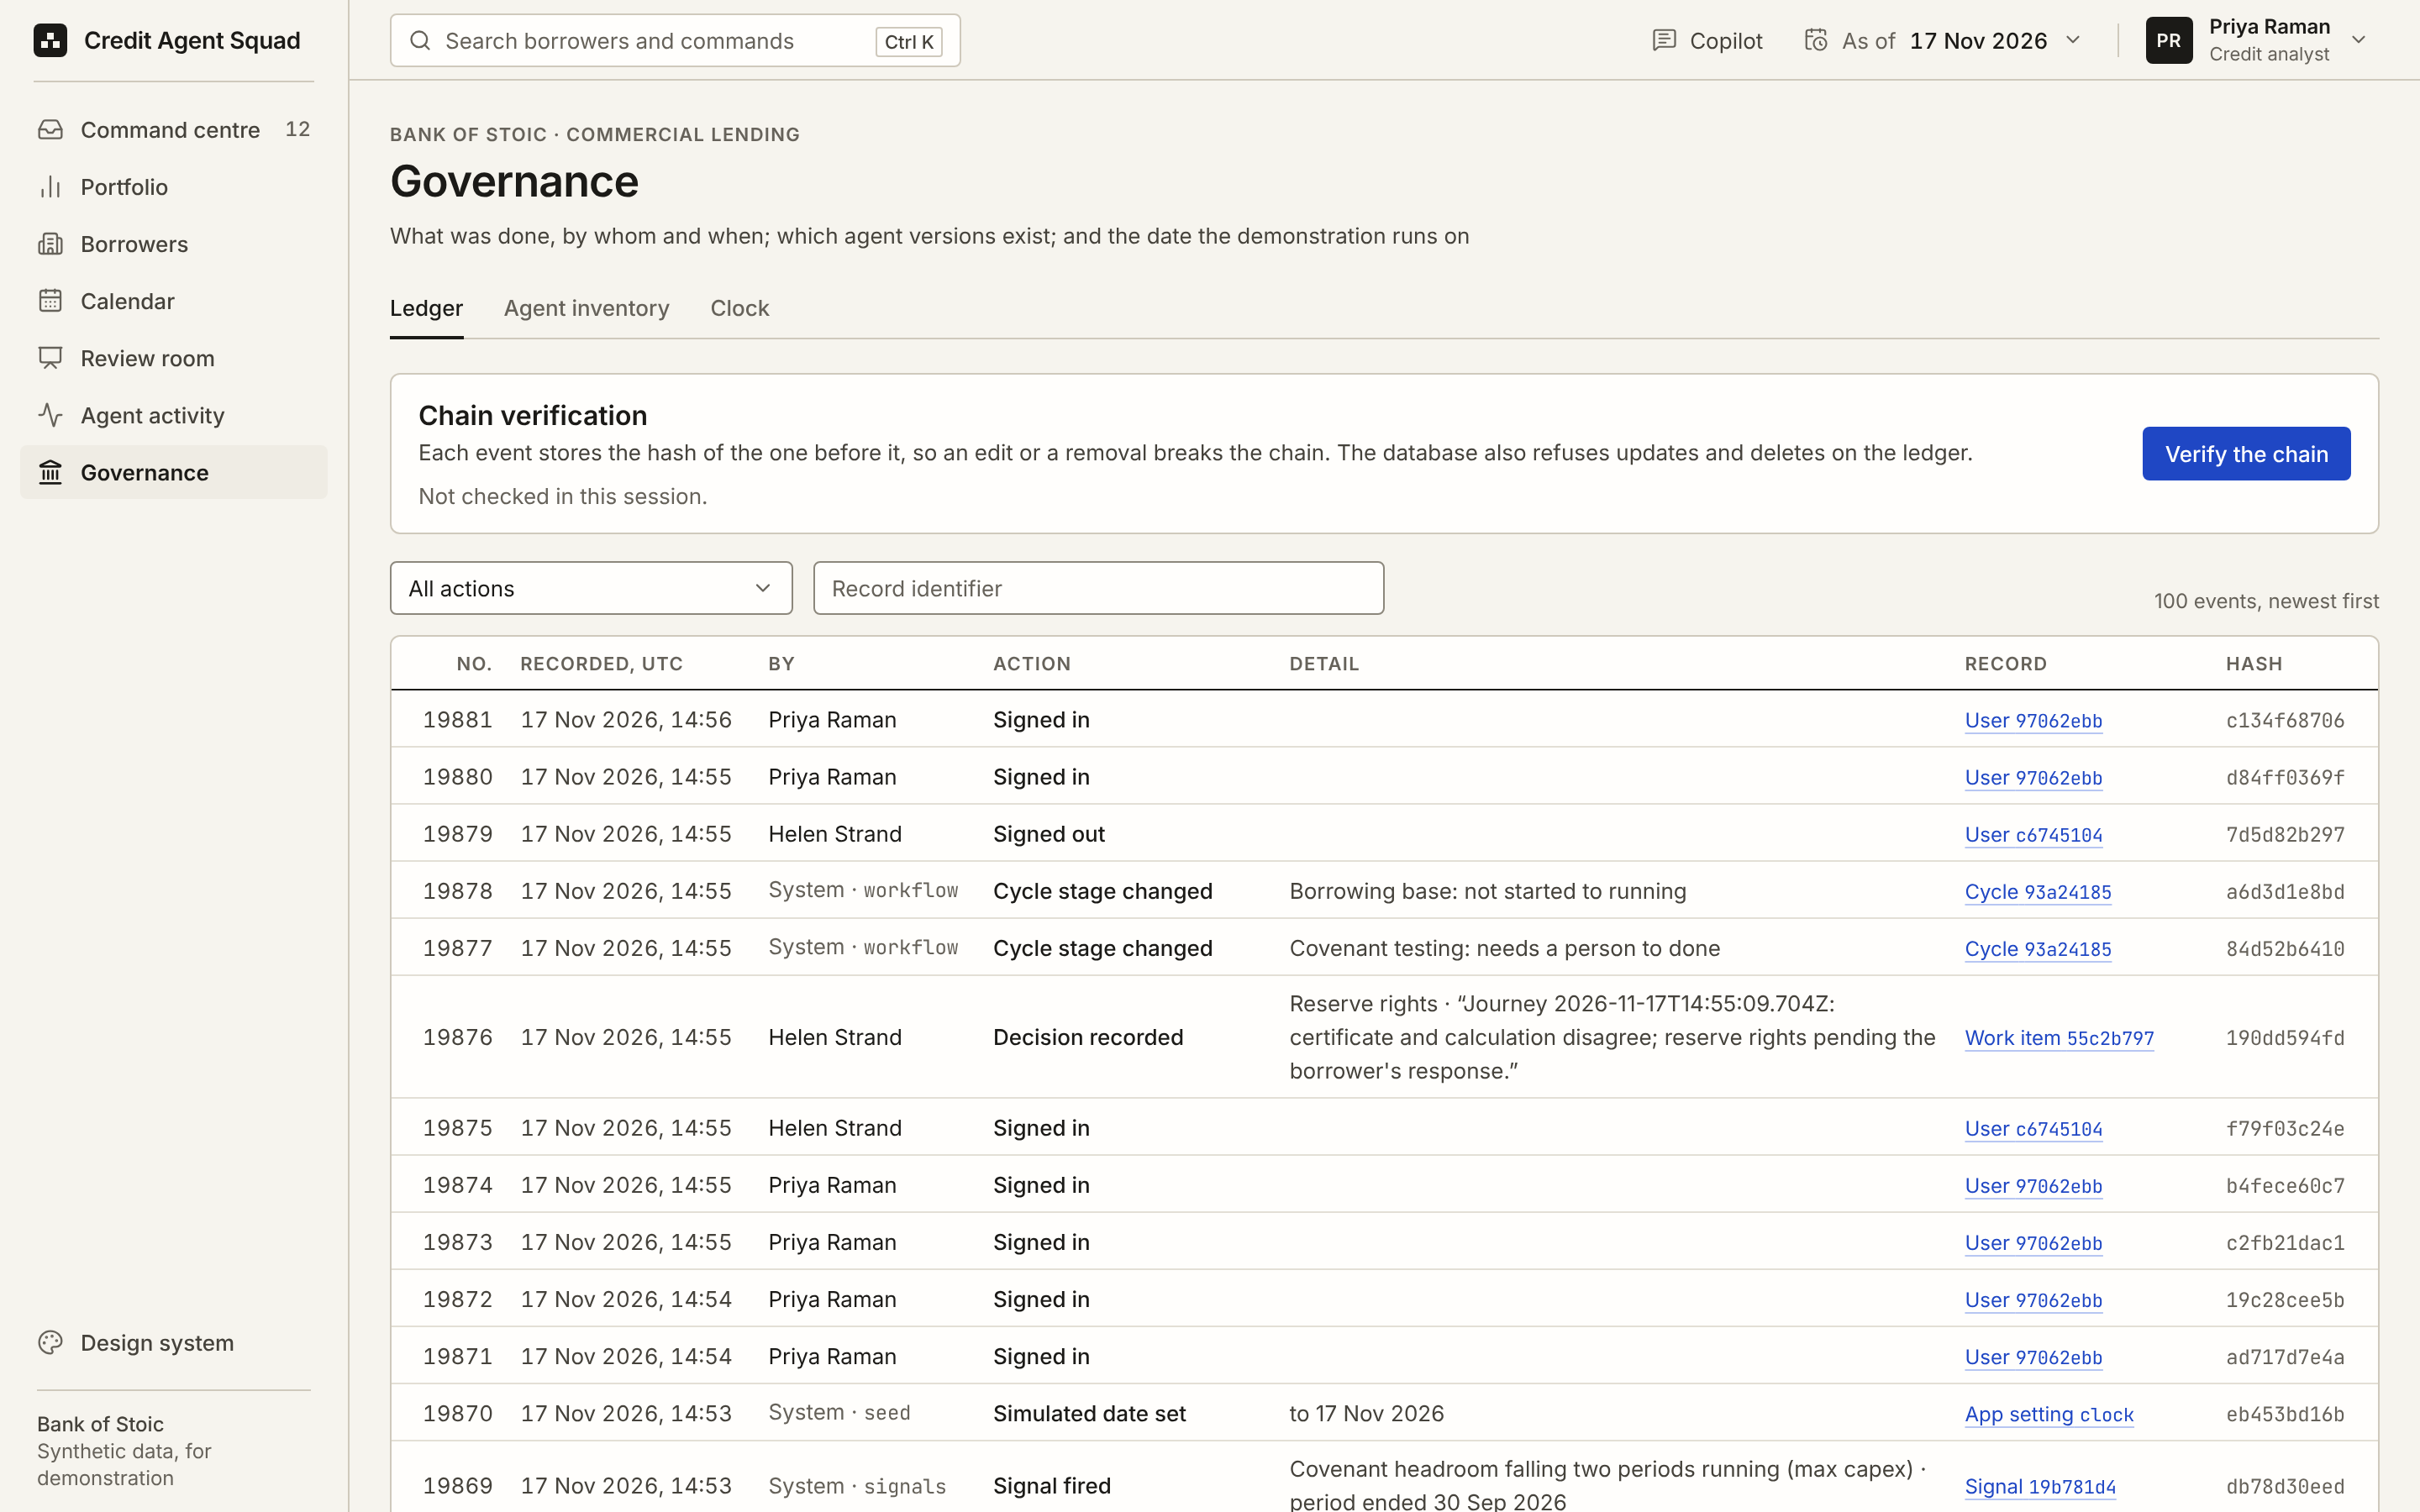 Credit Agent Squad
Search borrowers and commands Ctrl K
Copilot
As of 17 Nov 2026
PR
Priya Raman
Credit analyst
Command centre 12
Portfolio
Borrowers
Calendar
Review room
Agent activity
Governance
Design system
Bank of Stoic
Synthetic data, for
demonstration
BANK OF STOIC · COMMERCIAL LENDING
Governance
What was done, by whom and when; which agent versions exist; and the date the demonstration runs on
Ledger Agent inventory Clock
Chain verification
Each event stores the hash of the one before it, so an edit or a removal breaks the chain. The database also refuses updates and deletes on the ledger.
Not checked in this session.
Verify the chain
All actions
Record identifier
100 events, newest first
NO. RECORDED, UTC BY ACTION DETAIL RECORD HASH
19881 17 Nov 2026, 14:56 Priya Raman Signed in User 97062ebb c134f68706
19880 17 Nov 2026, 14:55 Priya Raman Signed in User 97062ebb d84ff0369f
19879 17 Nov 2026, 14:55 Helen Strand Signed out User c6745104 7d5d82b297
19878 17 Nov 2026, 14:55 System · workflow Cycle stage changed Borrowing base: not started to running Cycle 93a24185 a6d3d1e8bd
19877 17 Nov 2026, 14:55 System · workflow Cycle stage changed Covenant testing: needs a person to done Cycle 93a24185 84d52b6410
19876 17 Nov 2026, 14:55 Helen Strand Decision recorded Reserve rights · “Journey 2026-11-17T14:55:09.704Z:
certificate and calculation disagree; reserve rights pending the
borrower's response.” Work item 55c2b797 190dd594fd
19875 17 Nov 2026, 14:55 Helen Strand Signed in User c6745104 f79f03c24e
19874 17 Nov 2026, 14:55 Priya Raman Signed in User 97062ebb b4fece60c7
19873 17 Nov 2026, 14:55 Priya Raman Signed in User 97062ebb c2fb21dac1
19872 17 Nov 2026, 14:54 Priya Raman Signed in User 97062ebb 19c28cee5b
19871 17 Nov 2026, 14:54 Priya Raman Signed in User 97062ebb ad717d7e4a
19870 17 Nov 2026, 14:53 System · seed Simulated date set to 17 Nov 2026 App setting clock eb453bd16b
19869 17 Nov 2026, 14:53 System · signals Signal fired Covenant headroom falling two periods running (max capex) ·
period ended 30 Sep 2026 Signal 19b781d4 db78d30eed